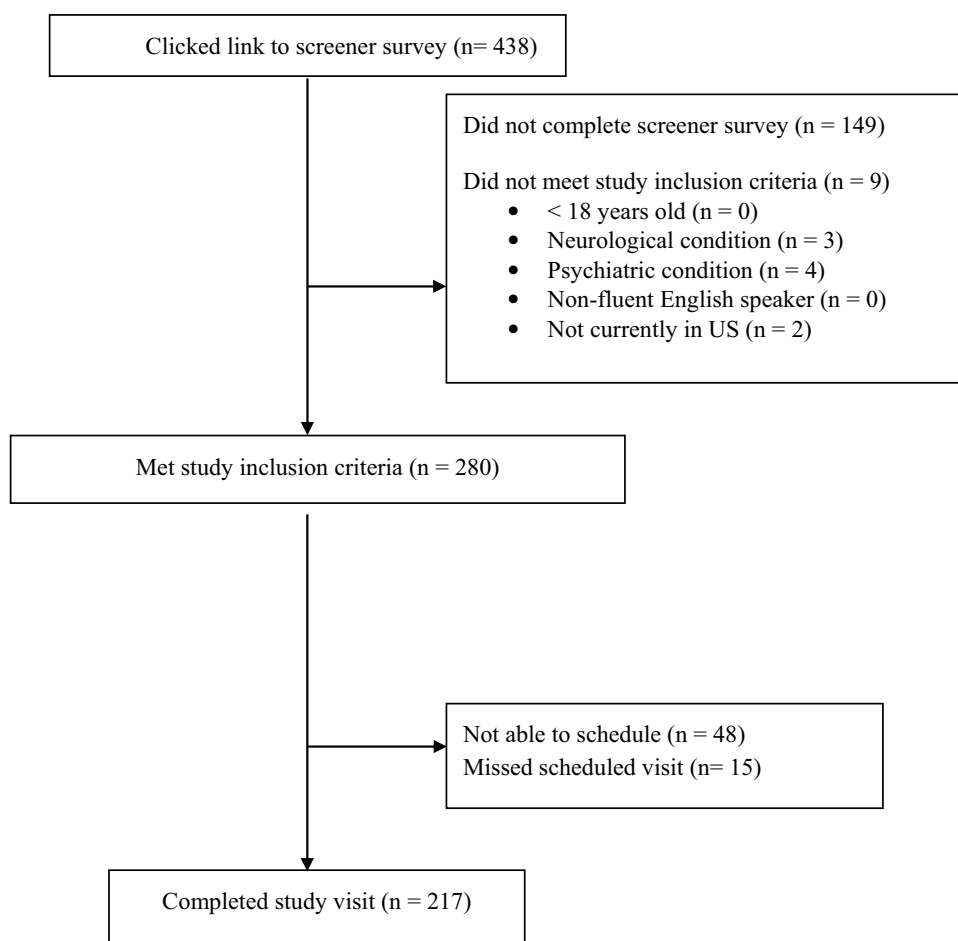 Clicked link to screener survey (n= 438)
Did not complete screener survey (n = 149)
Did not meet study inclusion criteria (n = 9)
• < 18 years old (n = 0)
• Neurological condition (n = 3)
• Psychiatric condition (n = 4)
• Non-fluent English speaker (n = 0)
• Not currently in US (n = 2)
Met study inclusion criteria (n = 280)
Not able to schedule (n = 48)
Missed scheduled visit (n= 15)
Completed study visit (n = 217)